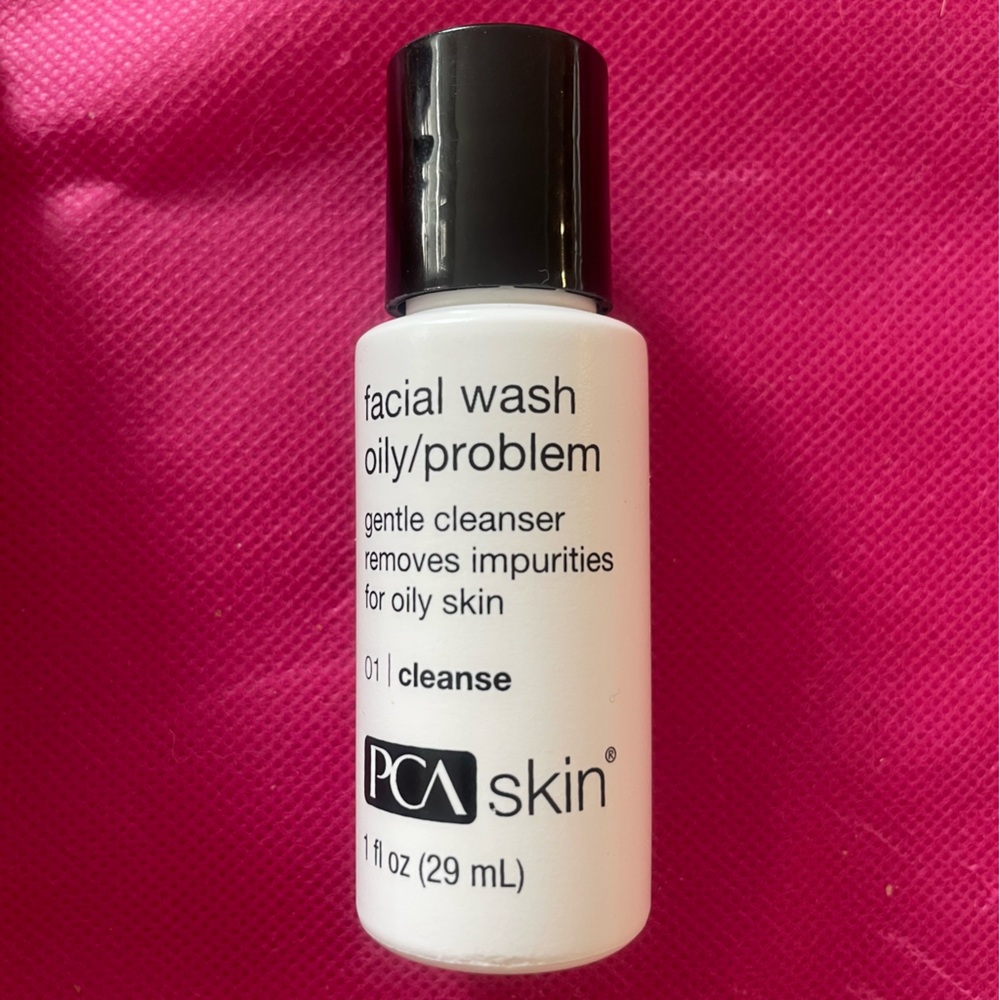 facial wash
oily/problem
gentle cleanser
removes impurities
for oily skin
01 | cleanse
PCA skin®
1 fl oz (29 mL)